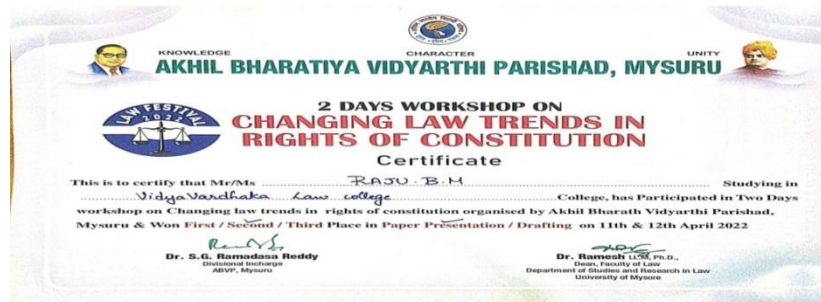 KNOWLEDGE CHARACTER UNITY
AKHIL BHARATIYA VIDYARTHI PARISHAD, MYSURU
LAW FESTIVAL
2022
2 DAYS WORKSHOP ON
CHANGING LAW TRENDS IN
RIGHTS OF CONSTITUTION
Certificate
This is to certify that Mr/Ms RAJU. B.M Studying in
VidyaVardhaka Law college College, has Participated in Two Days
workshop on Changing law trends in rights of constitution organised by Akhil Bharath Vidyarthi Parishad,
Mysuru & Won First / Second / Third Place in Paper Presentation / Drafting on 11th & 12th April 2022
Dr. S.G. Ramadasa Reddy
Divisional Incharge
ABVP, Mysuru
Dr. Ramesh LL.M, Ph.D.,
Dean, Faculty of Law
Department of Studies and Research in Law
University of Mysore